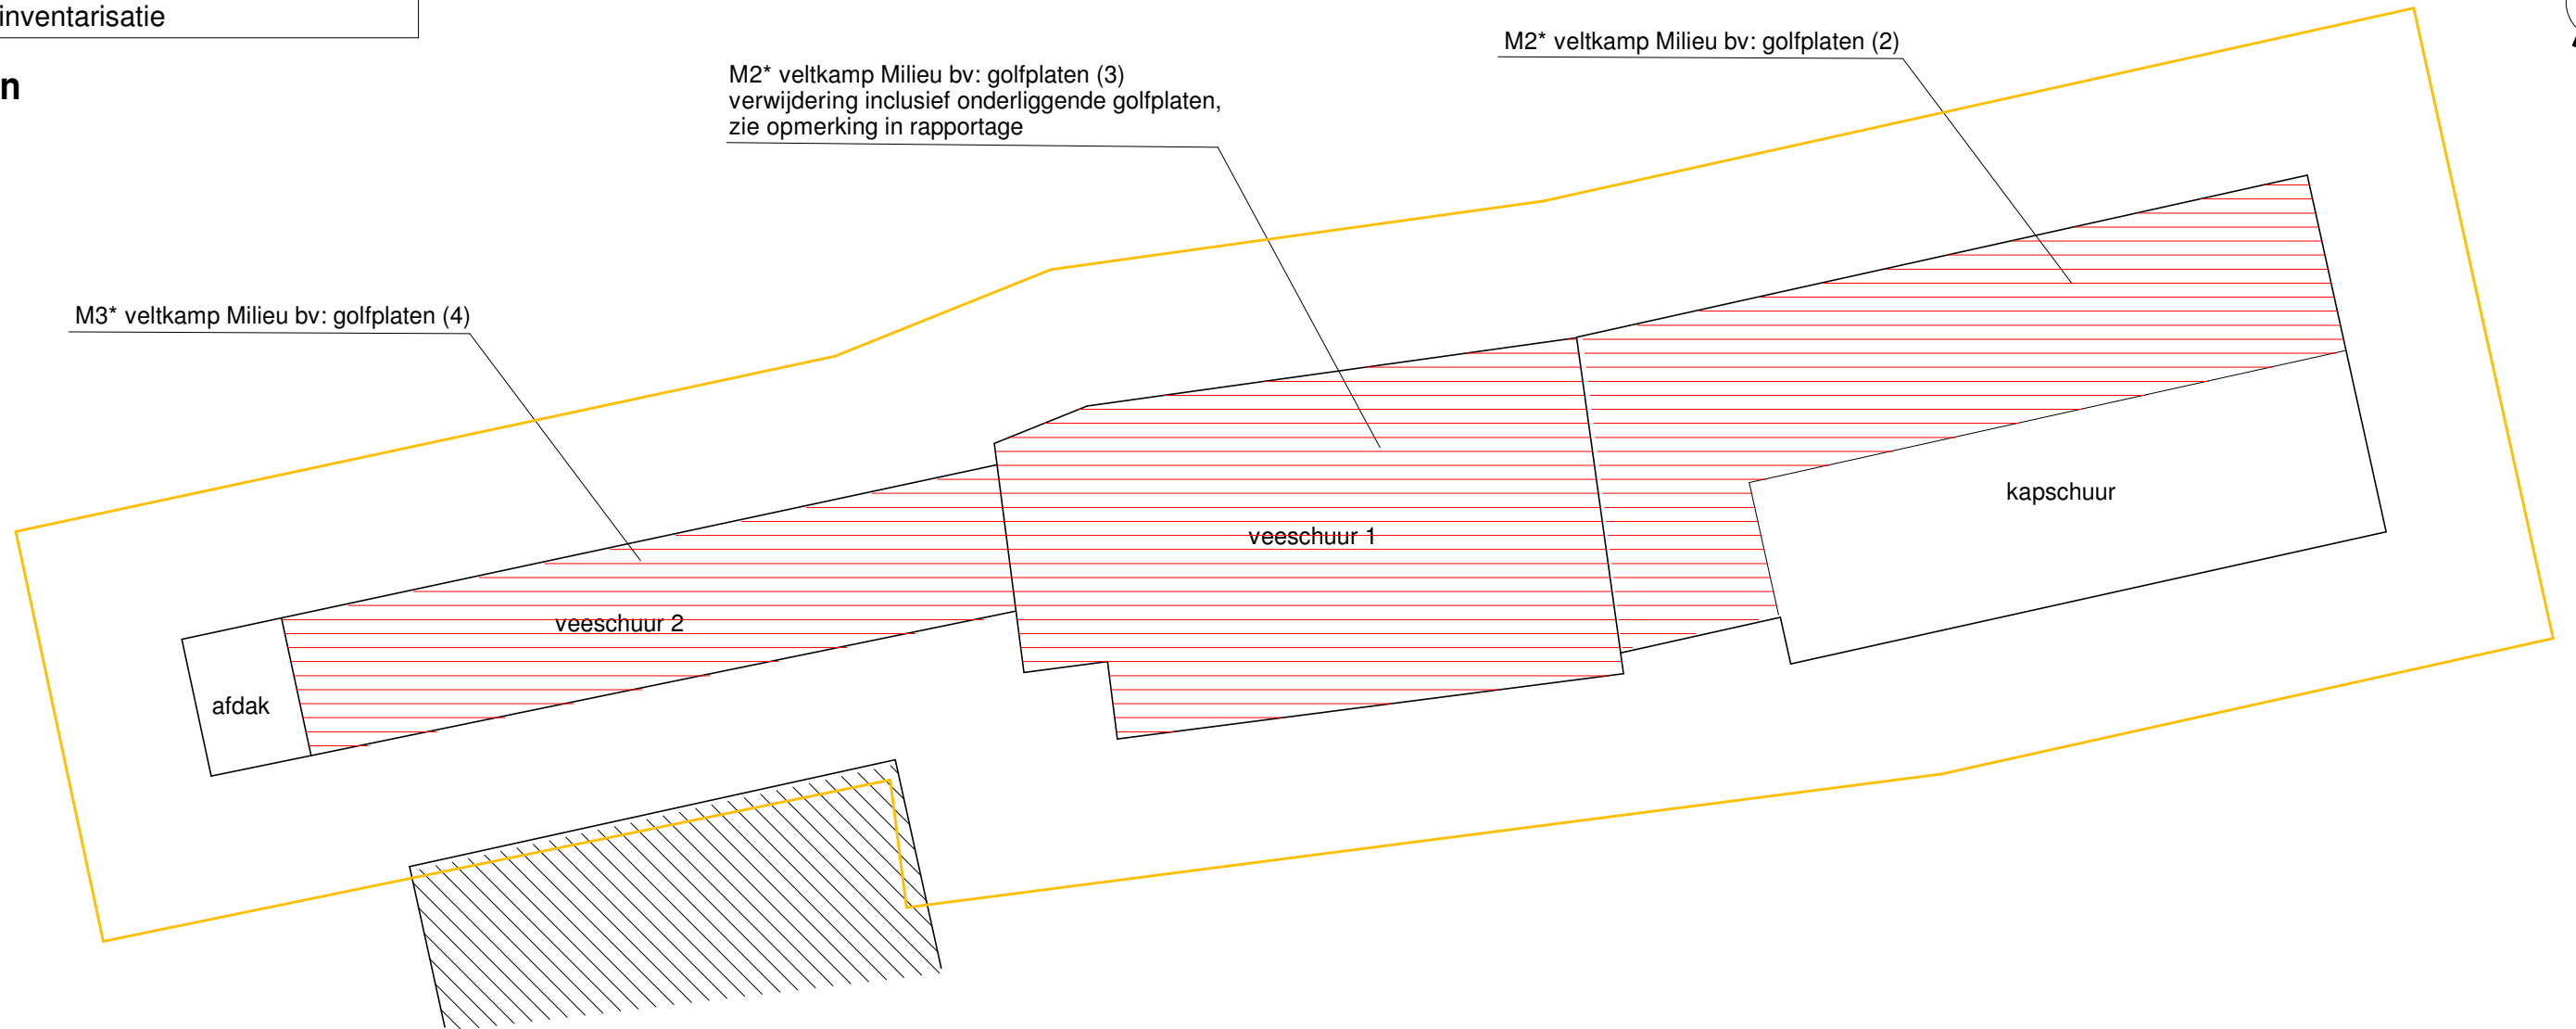 inventarisatie
n
M2* veltkamp Milieu bv: golfplaten (2)
M2* veltkamp Milieu bv: golfplaten (3)
verwijdering inclusief onderliggende golfplaten,
zie opmerking in rapportage
M3* veltkamp Milieu bv: golfplaten (4)
kapschuur
veeschuur 1
veeschuur 2
afdak